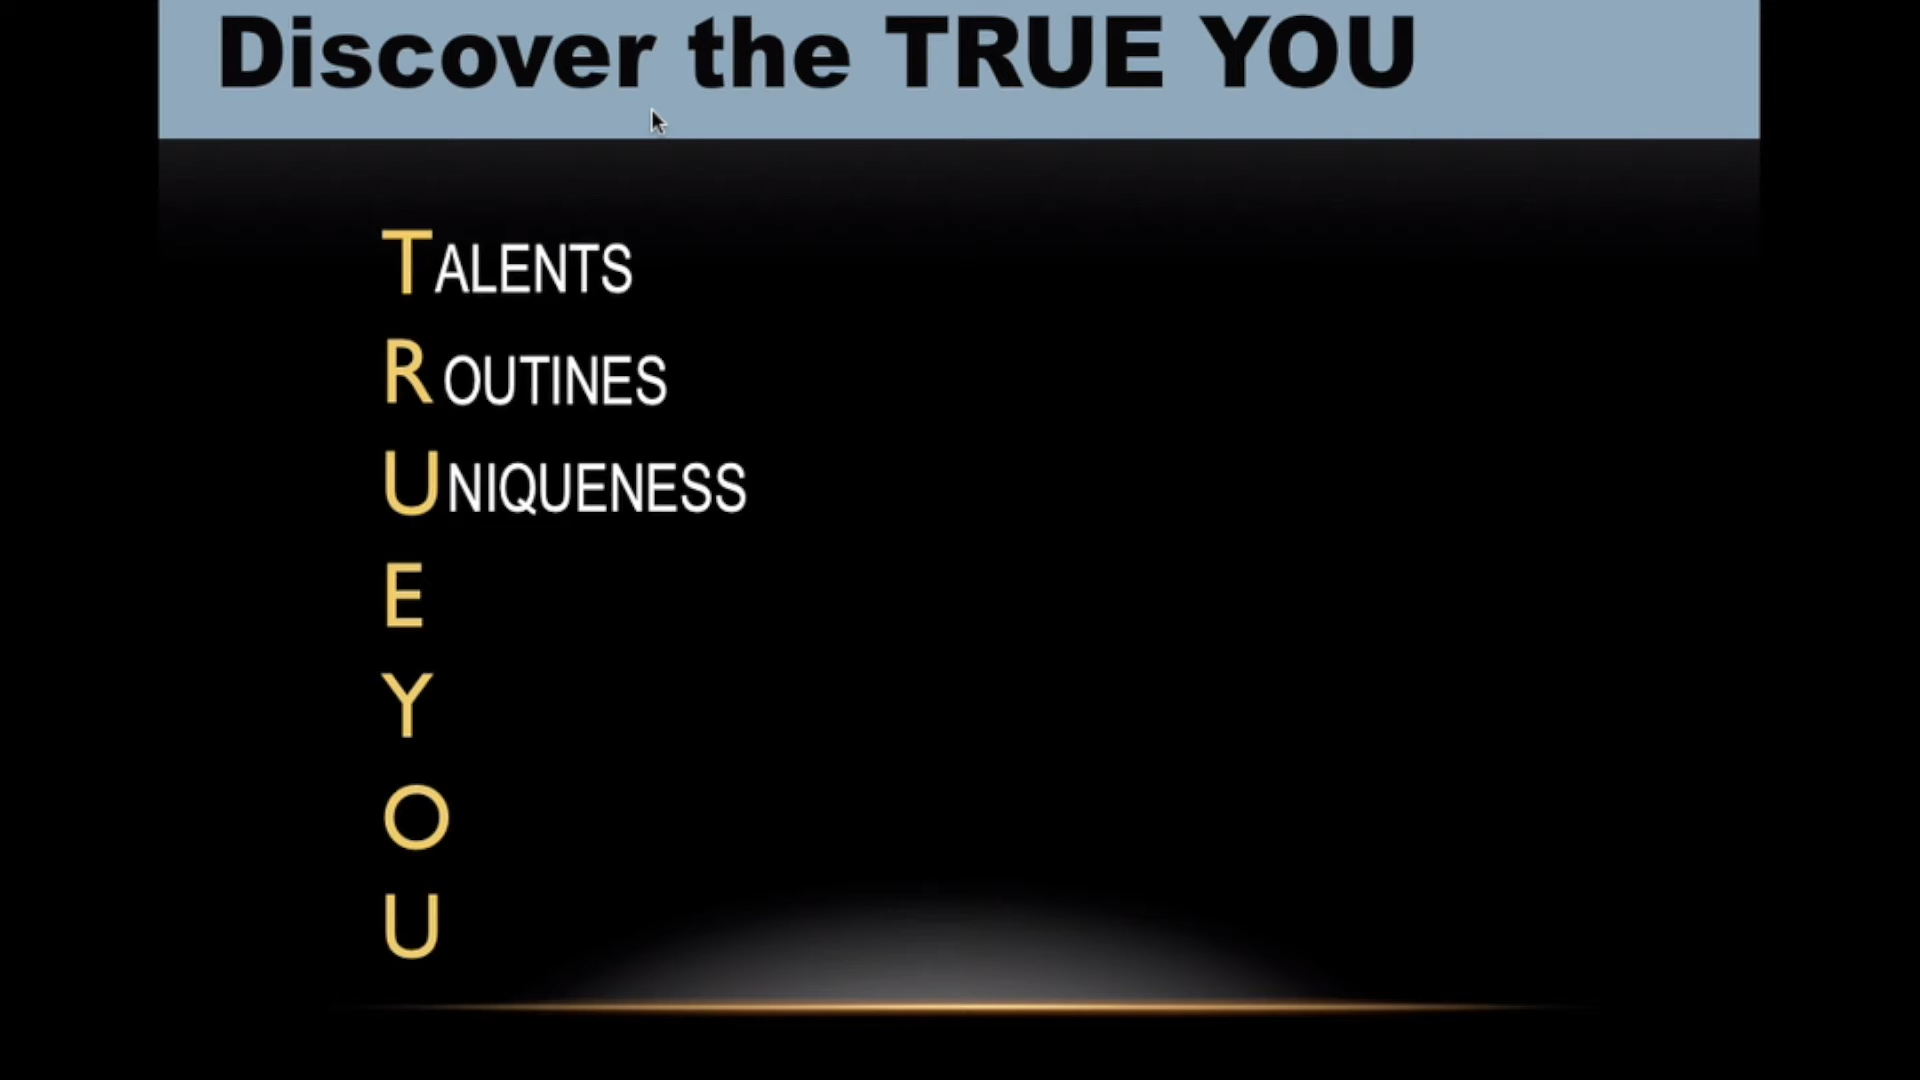 Discover the TRUE YOU
TALENTS
ROUTINES
UNIQUENESS
E
Y
O
U